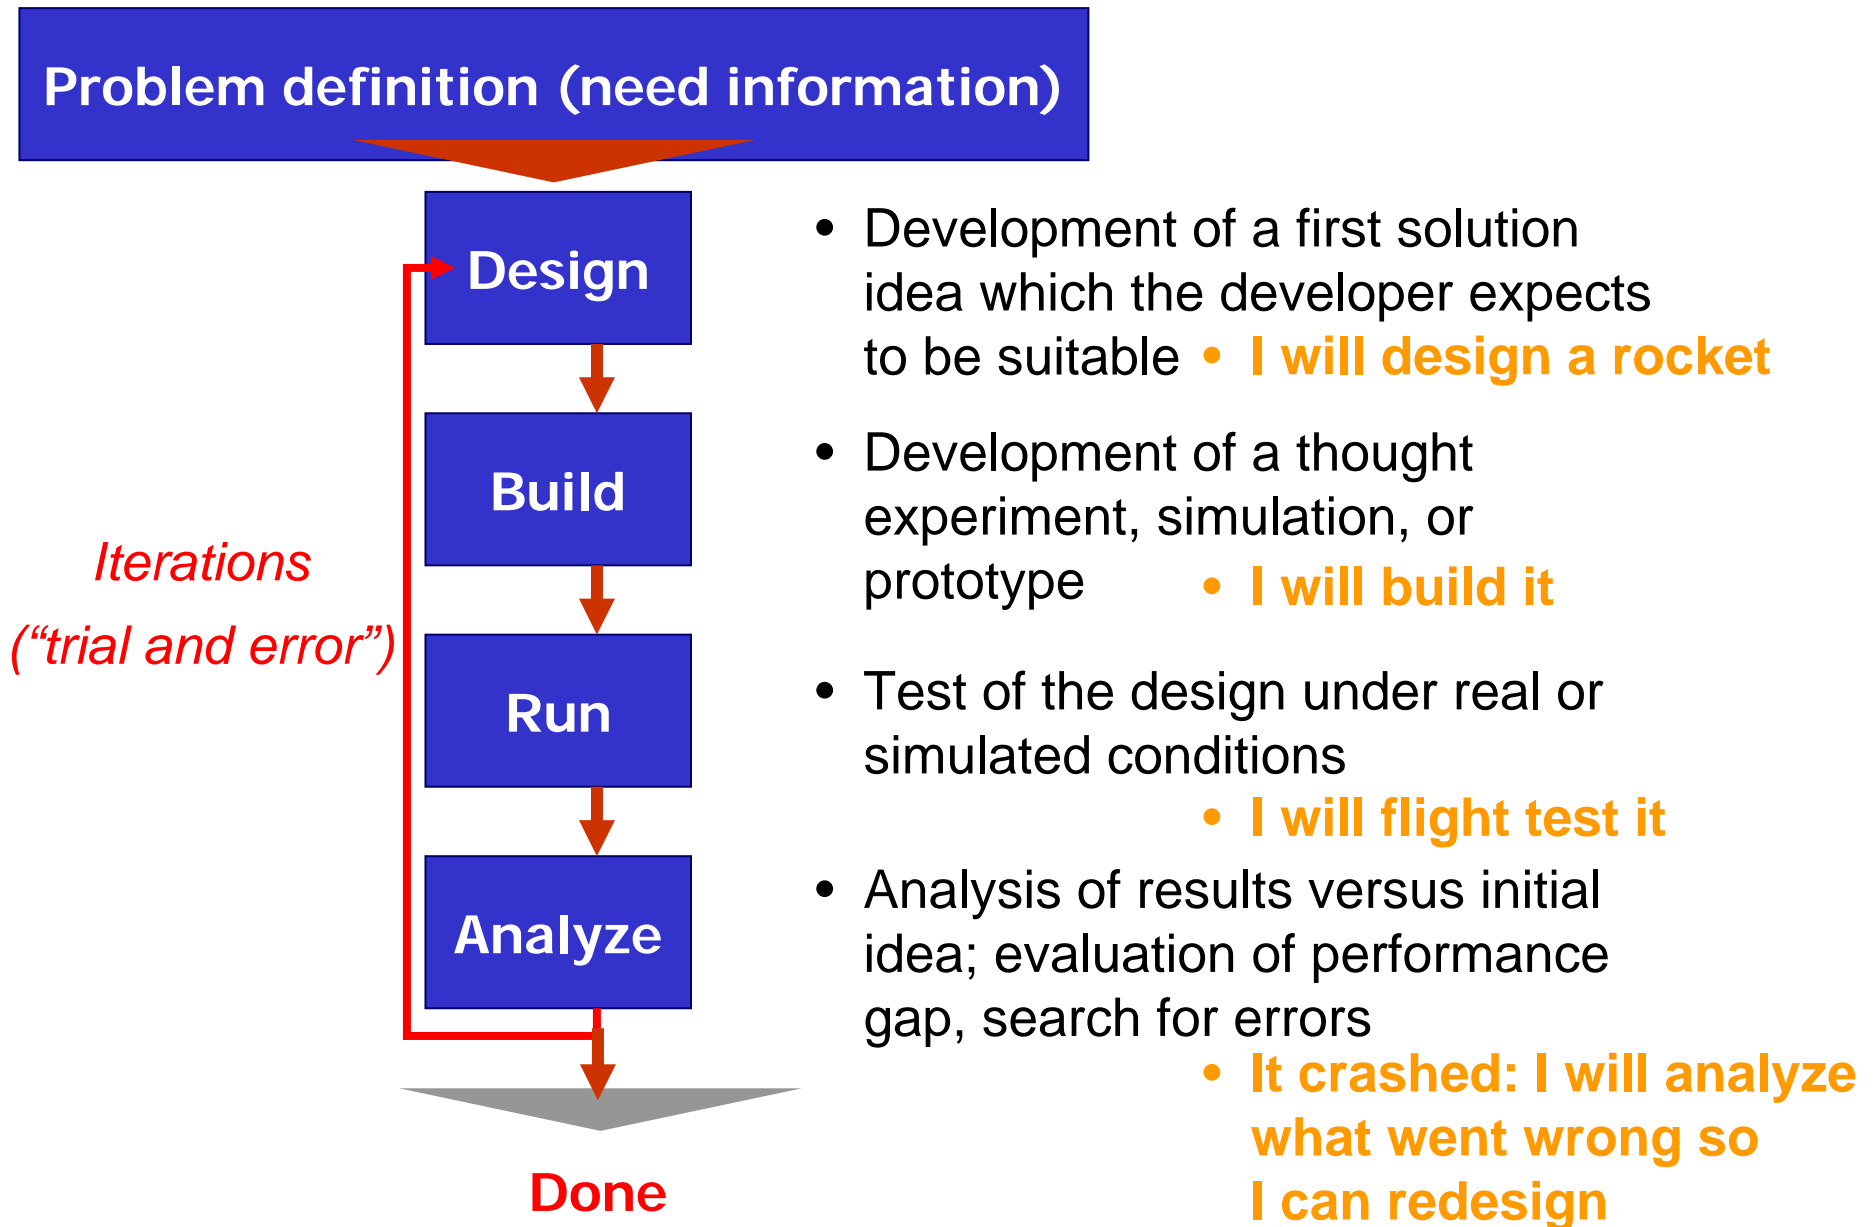 Problem definition (need information)
Design
• Development of a first solution
idea which the developer expects
to be suitable
• I will design a rocket
Build
• Development of a thought
experiment, simulation, or
prototype
• I will build it
Iterations
(“trial and error”)
Run
• Test of the design under real or
simulated conditions
• I will flight test it
Analyze
• Analysis of results versus initial
idea; evaluation of performance
gap, search for errors
• It crashed: I will analyze
what went wrong so
I can redesign
Done